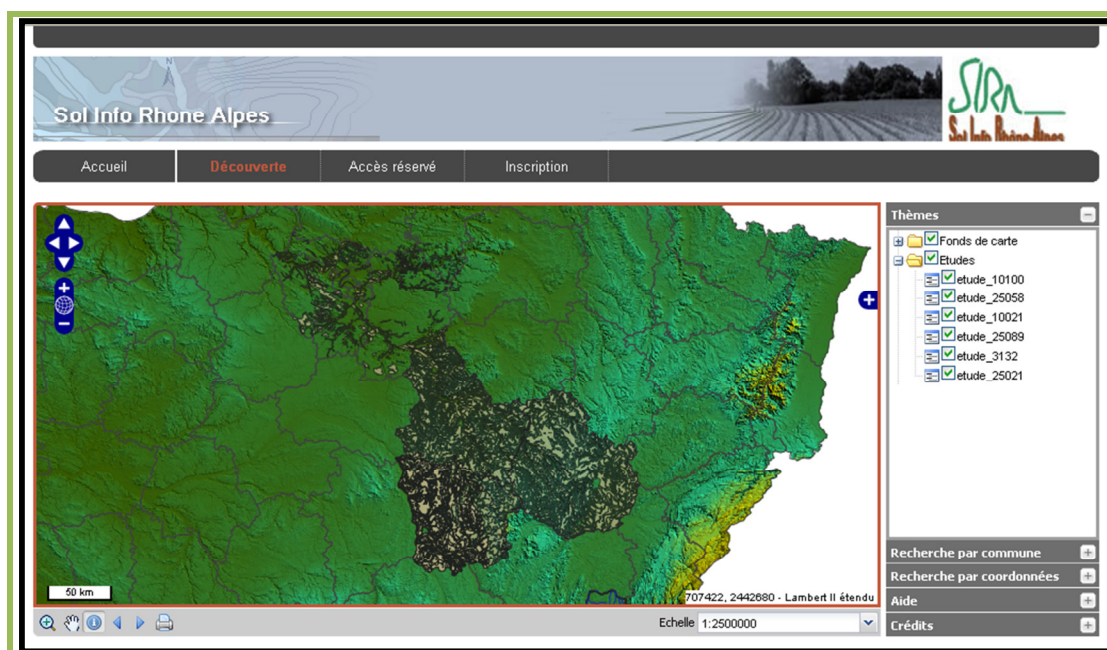 N
Sol Info Rhone Alpes
SIRA
Sol Info Rhône-Alpes
Accueil Découverte Accès réservé Inscription
Thèmes
Fonds de carte
Etudes
etude_10100
etude_25058
etude_10021
etude_25089
etude_3132
etude_25021
50 km
707422, 2442680 - Lambert II étendu
Recherche par commune
Recherche par coordonnées
Aide
Crédits
Echelle 1:2500000